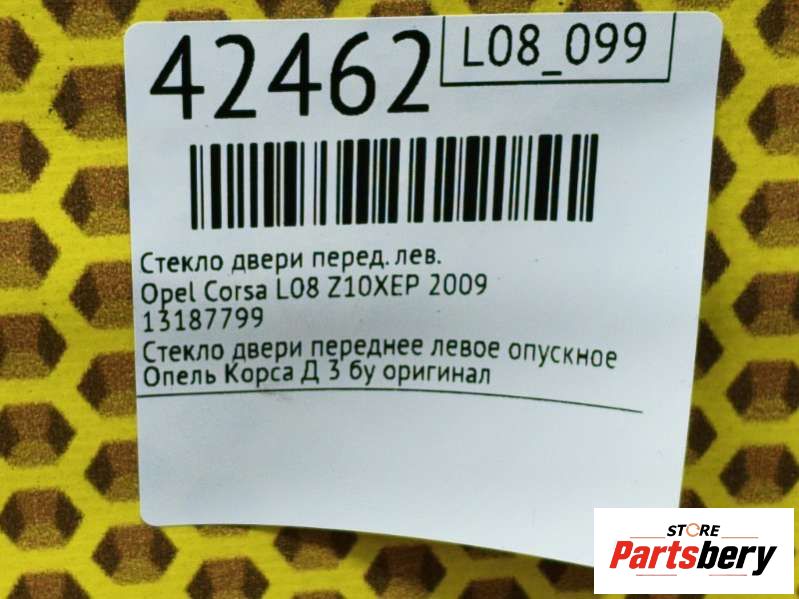 42462
L08_099
Стекло двери перед. лев.
Opel Corsa L08 Z10XEP 2009
13187799
Стекло двери переднее левое опускное
Опель Корса Д 3 бу оригинал
STORE
Partsbery